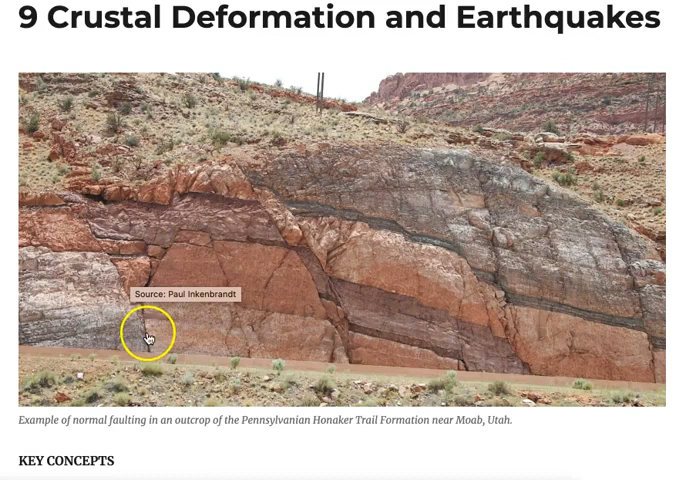 9 Crustal Deformation and Earthquakes
Source: Paul Inkenbrandt
Example of normal faulting in an outcrop of the Pennsylvanian Honaker Trail Formation near Moab, Utah.
KEY CONCEPTS